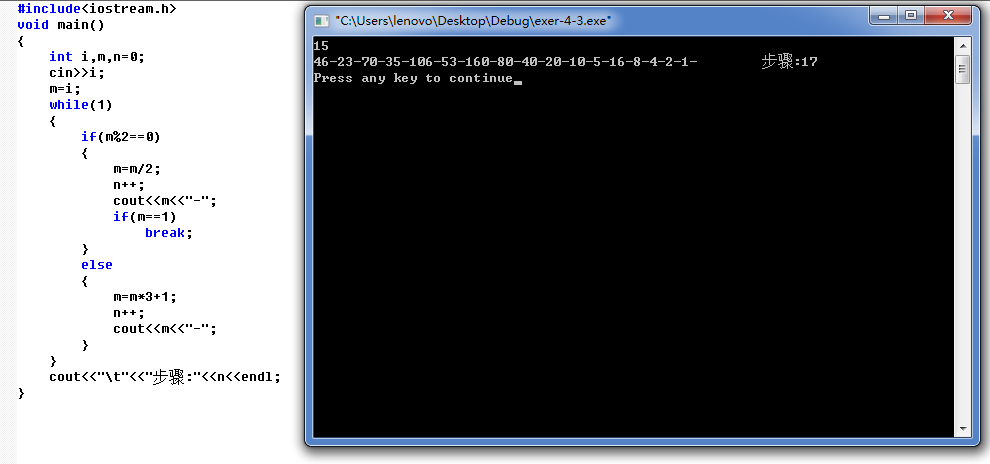 #include<iostream.h>
void main()
{
    int i,m,n=0;
    cin>>i;
    m=i;
    while(1)
    {
        if(m%2==0)
        {
            m=m/2;
            n++;
            cout<<m<<"-";
            if(m==1)
                break;
        }
        else
        {
            m=m*3+1;
            n++;
            cout<<m<<"-";
        }
    }
    cout<<"\t"<<"步骤:"<<n<<endl;
}
"C:\Users\lenovo\Desktop\Debug\exer-4-3.exe"
15
46-23-70-35-106-53-160-80-40-20-10-5-16-8-4-2-1-        步骤:17
Press any key to continue